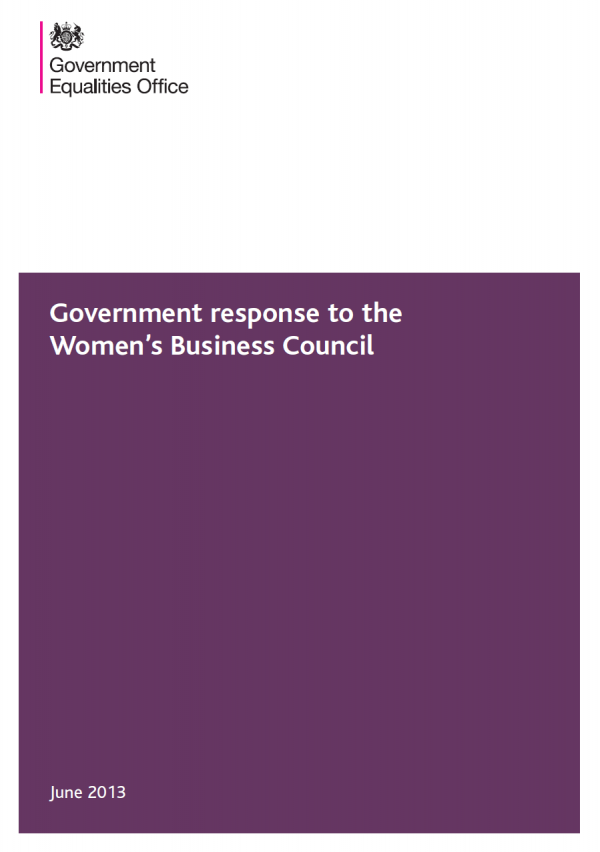 Government
Equalities Office
Government response to the
Women's Business Council
June 2013